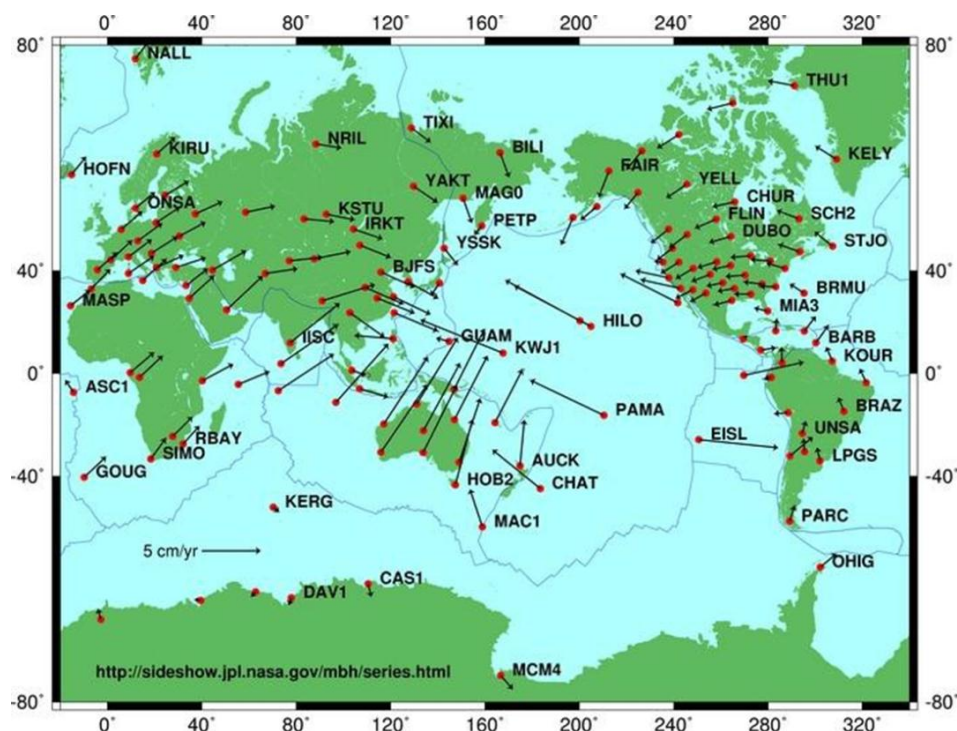 0° 40° 80° 120° 160° 200° 240° 280° 320°
80° 80°
NALL
THU1
TIXI
NRIL
BILI
KIRU
KELY
HOFN
FAIR
YAKT
YELL
MAG0
CHUR
ONSA
KSTU
PETP
FLIN
SCH2
IRKT
DUBO
YSSK
STJO
40° BJFS 40°
MASP
BRMU
MIA3
HILO
IISC
GUAM
BARB
KWJ1
KOUR
0° 0°
ASC1
PAMA
BRAZ
EISL
UNSA
RBAY
SIMO
LPGS
AUCK
GOUG
HOB2
-40° -40°
CHAT
KERG
PARC
MAC1
5 cm/yr
OHIG
CAS1
DAV1
MCM4
http://sideshow.jpl.nasa.gov/mbh/series.html
-80° -80°
0° 40° 80° 120° 160° 200° 240° 280° 320°